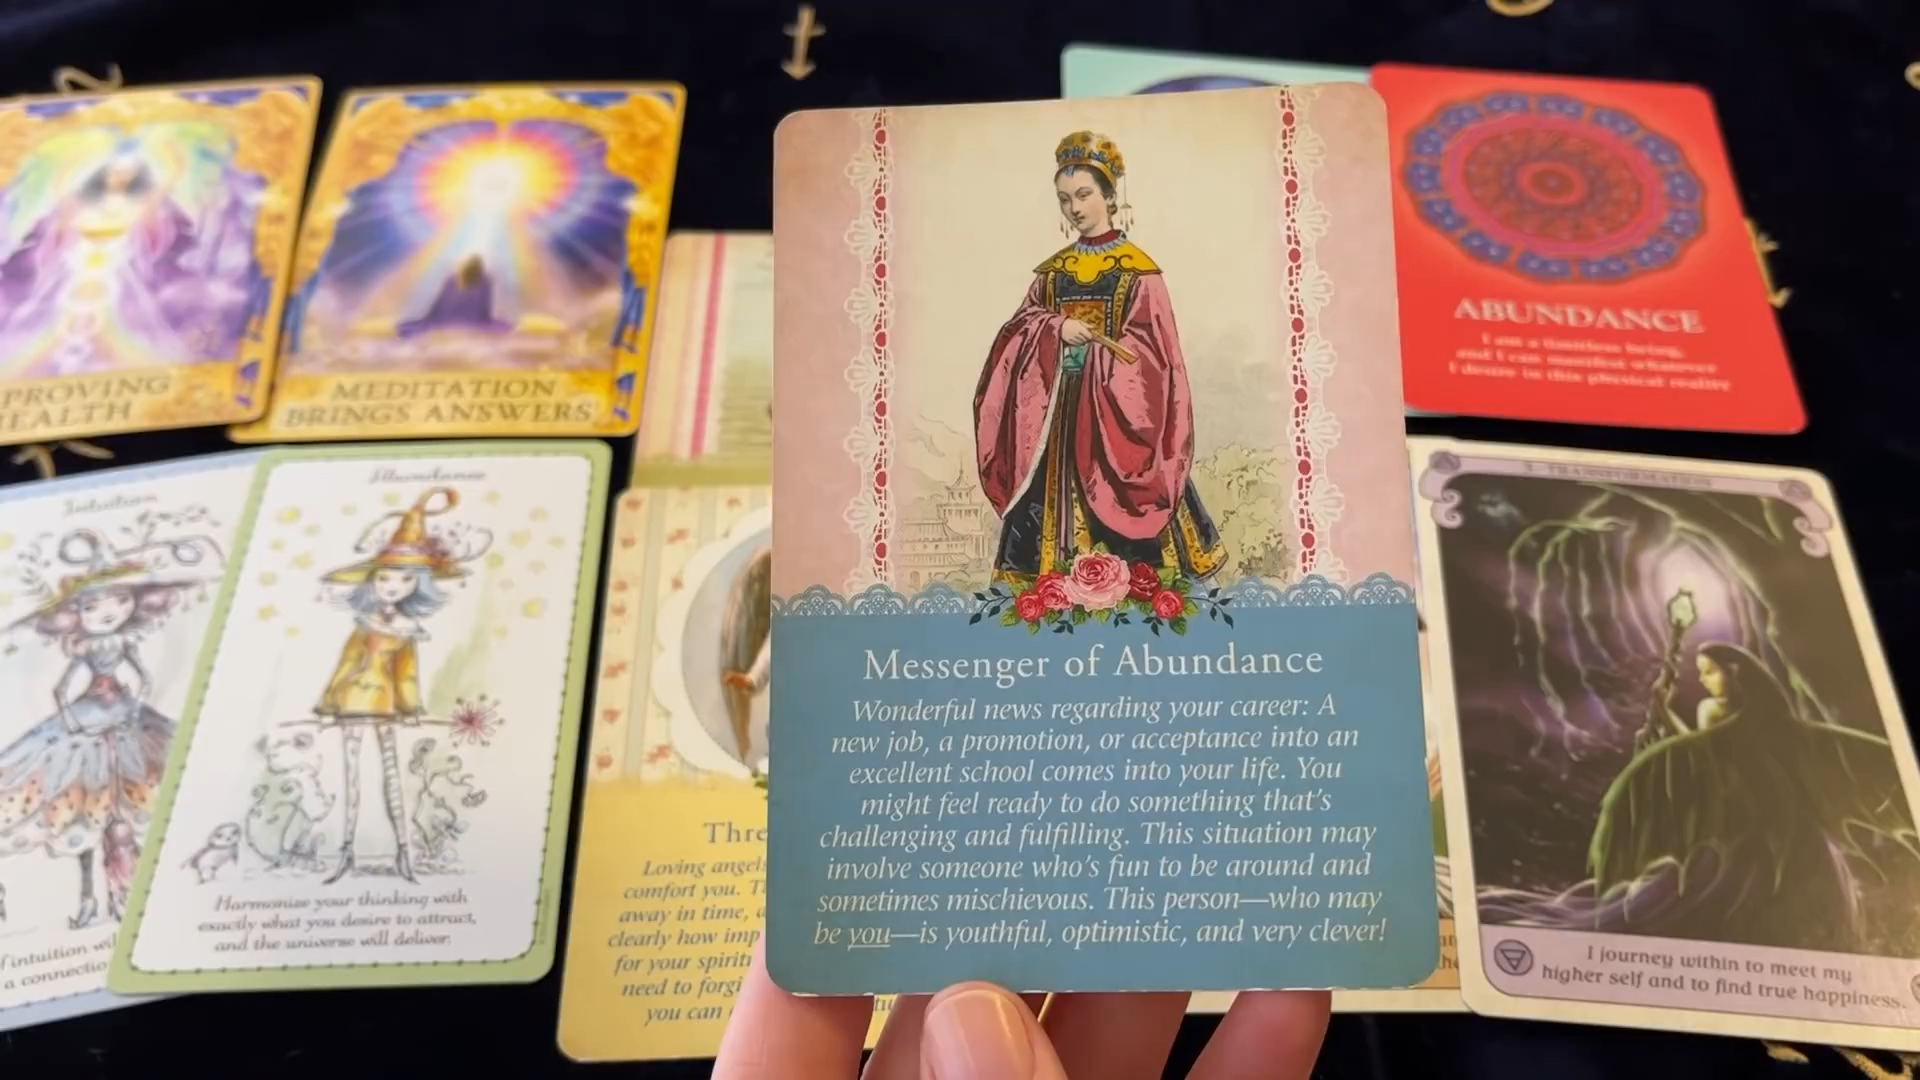 PROVING
HEALTH
MEDITATION
BRINGS ANSWERS
ABUNDANCE
I am a limitless being,
and I can manifest whatever
I desire in this physical reality
Intuition
Abundance
Harmonize your thinking with
exactly what you desire to attract,
and the universe will deliver.
intuition wi
a connectio
Thre
Loving angels
comfort you. T
away in time, a
clearly how imp
for your spiritu
need to forgi
you can
Messenger of Abundance
Wonderful news regarding your career: A
new job, a promotion, or acceptance into an
excellent school comes into your life. You
might feel ready to do something that's
challenging and fulfilling. This situation may
involve someone who's fun to be around and
sometimes mischievous. This person—who may
be you—is youthful, optimistic, and very clever!
TRANSFORMATION
I journey within to meet my
higher self and to find true happiness.